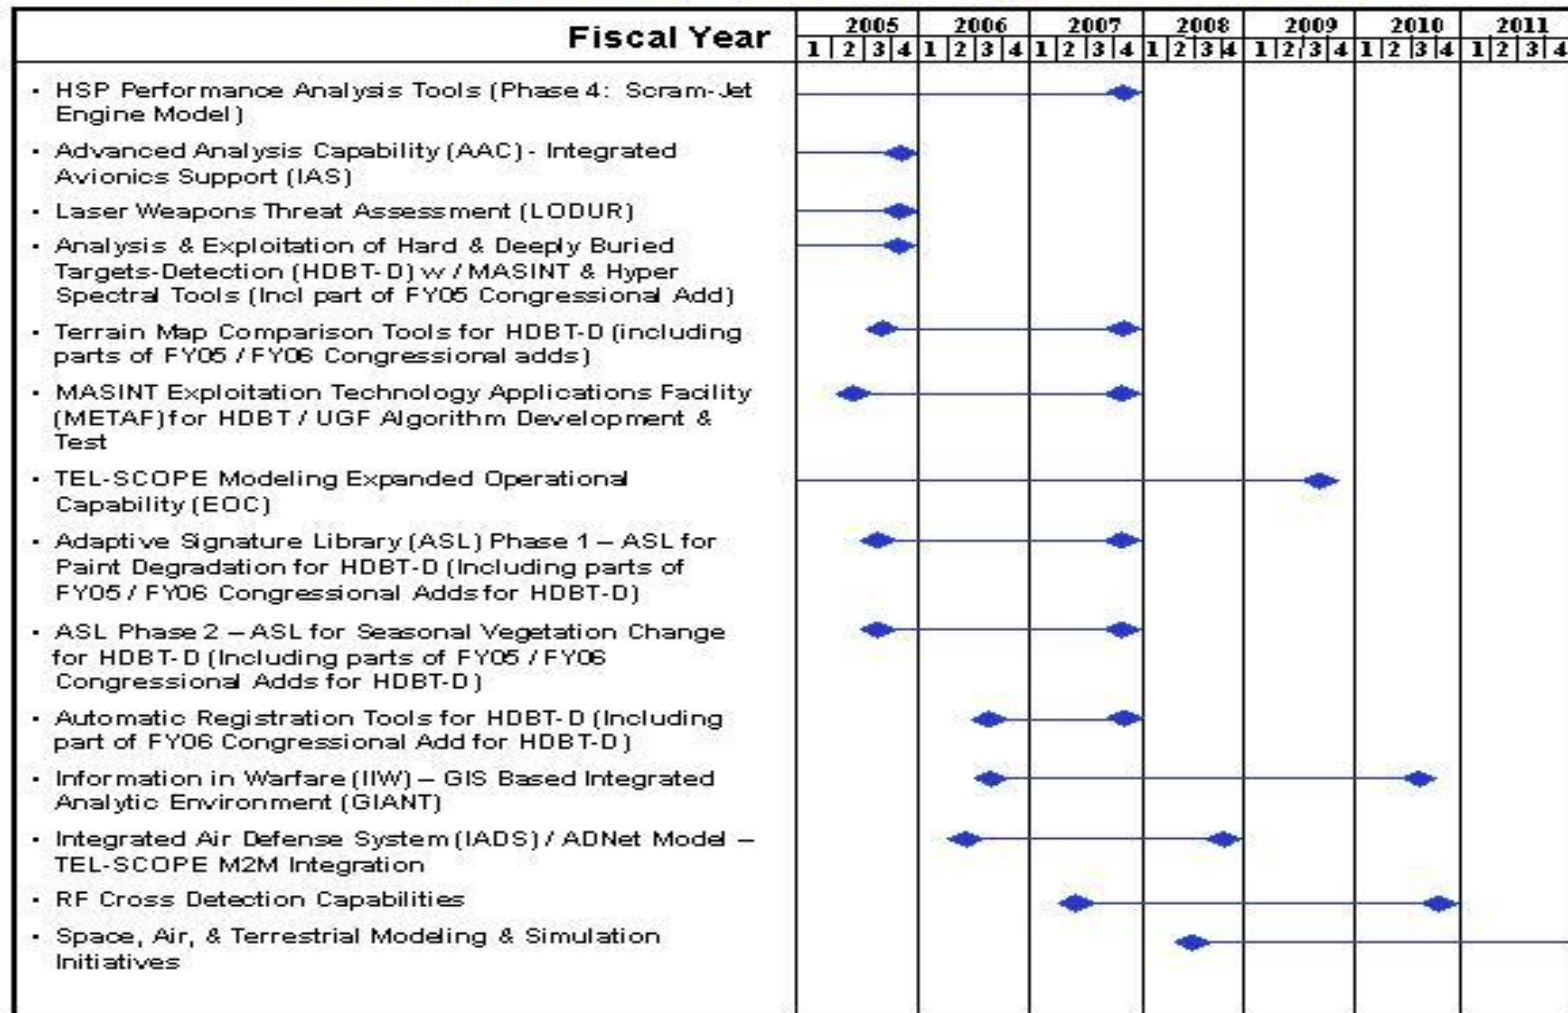 Fiscal Year
2005 2006 2007 2008 2009 2010 2011
1 2 3 4 1 2 3 4 1 2 3 4 1 2 3 4 1 2 3 4 1 2 3 4 1 2 3 4
• HSP Performance Analysis Tools (Phase 4: Scram-Jet
Engine Model)
• Advanced Analysis Capability (AAC) - Integrated
Avionics Support (IAS)
• Laser Weapons Threat Assessment (LODUR)
• Analysis & Exploitation of Hard & Deeply Buried
Targets-Detection (HDBT-D) w / MASINT & Hyper
Spectral Tools (Incl part of FY05 Congressional Add)
• Terrain Map Comparison Tools for HDBT-D (including
parts of FY05 / FY06 Congressional adds)
• MASINT Exploitation Technology Applications Facility
(METAF) for HDBT / UGF Algorithm Development &
Test
• TEL-SCOPE Modeling Expanded Operational
Capability (EOC)
• Adaptive Signature Library (ASL) Phase 1 – ASL for
Paint Degradation for HDBT-D (Including parts of
FY05 / FY06 Congressional Adds for HDBT-D)
• ASL Phase 2 – ASL for Seasonal Vegetation Change
for HDBT-D (Including parts of FY05 / FY06
Congressional Adds for HDBT-D)
• Automatic Registration Tools for HDBT-D (Including
part of FY06 Congressional Add for HDBT-D)
• Information in Warfare (IIW) – GIS Based Integrated
Analytic Environment (GIANT)
• Integrated Air Defense System (IADS) / ADNet Model –
TEL-SCOPE M2M Integration
• RF Cross Detection Capabilities
• Space, Air, & Terrestrial Modeling & Simulation
Initiatives